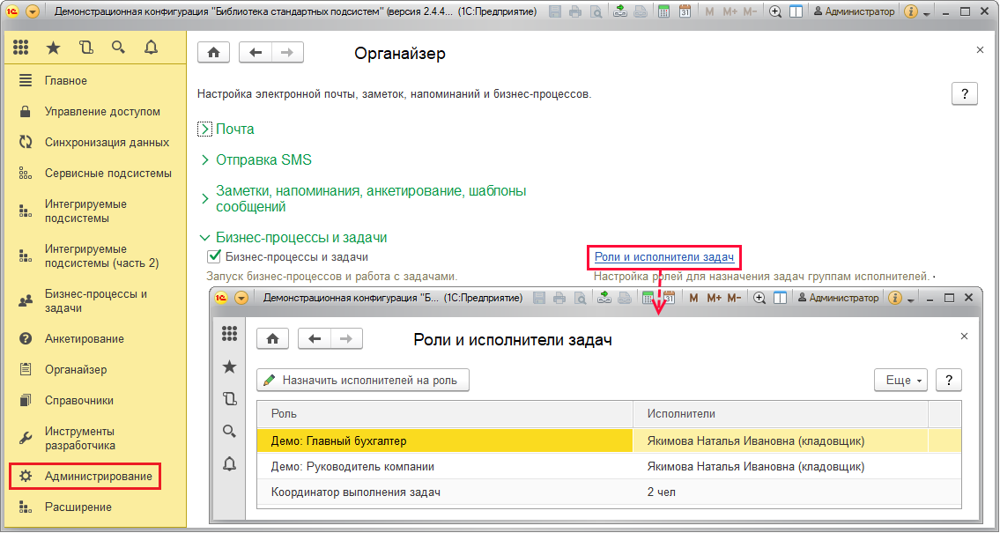 Демонстрационная конфигурация "Библиотека стандартных подсистем" (версия 2.4.4... (1С:Предприятие)
M M+ M-
Администратор
Главное
Управление доступом
Синхронизация данных
Сервисные подсистемы
Интегрируемые
подсистемы
Интегрируемые
подсистемы (часть 2)
Бизнес-процессы и
задачи
Анкетирование
Органайзер
Справочники
Инструменты
разработчика
Администрирование
Расширение
Органайзер
Настройка электронной почты, заметок, напоминаний и бизнес-процессов.
?
Почта
Отправка SMS
Заметки, напоминания, анкетирование, шаблоны
сообщений
Бизнес-процессы и задачи
Бизнес-процессы и задачи
Роли и исполнители задач
Запуск бизнес-процессов и работа с задачами.
Настройка ролей для назначения задач группам исполнителей.
Демонстрационная конфигурация "Б... (1С:Предприятие)
M M+ M-
Администратор
Роли и исполнители задач
Назначить исполнителей на роль
Еще
?
Роль Исполнители
Демо: Главный бухгалтер Якимова Наталья Ивановна (кладовщик)
Демо: Руководитель компании Якимова Наталья Ивановна (кладовщик)
Координатор выполнения задач 2 чел